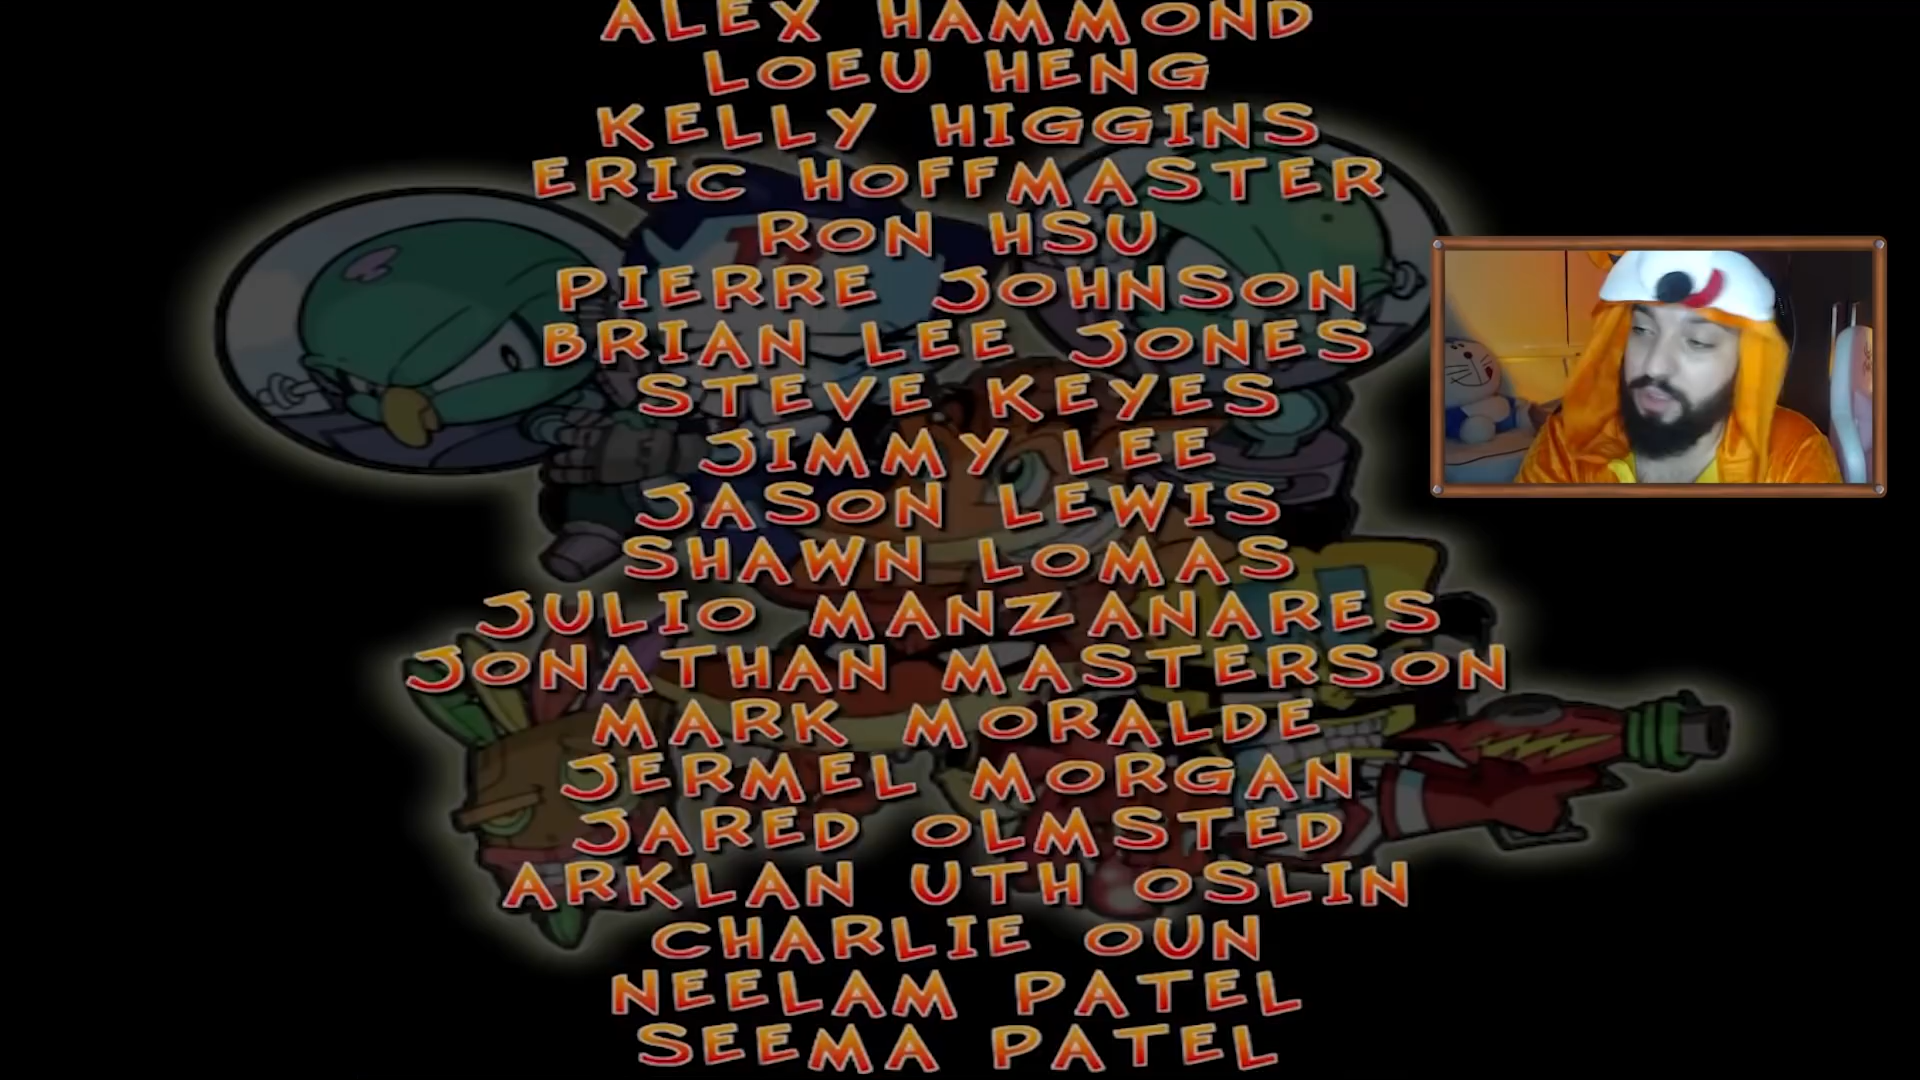 ALEX HAMMOND
LOEU HENG
KELLY HIGGINS
ERIC HOFFMASTER
RON HSU
PIERRE JOHNSON
BRIAN LEE JONES
STEVE KEYES
JIMMY LEE
JASON LEWIS
SHAWN LOMAS
JULIO MANZANARES
JONATHAN MASTERSON
MARK MORALDE
JERMEL MORGAN
JARED OLMSTED
ARKLAN UTH OSLIN
CHARLIE OUN
NEELAM PATEL
SEEMA PATEL